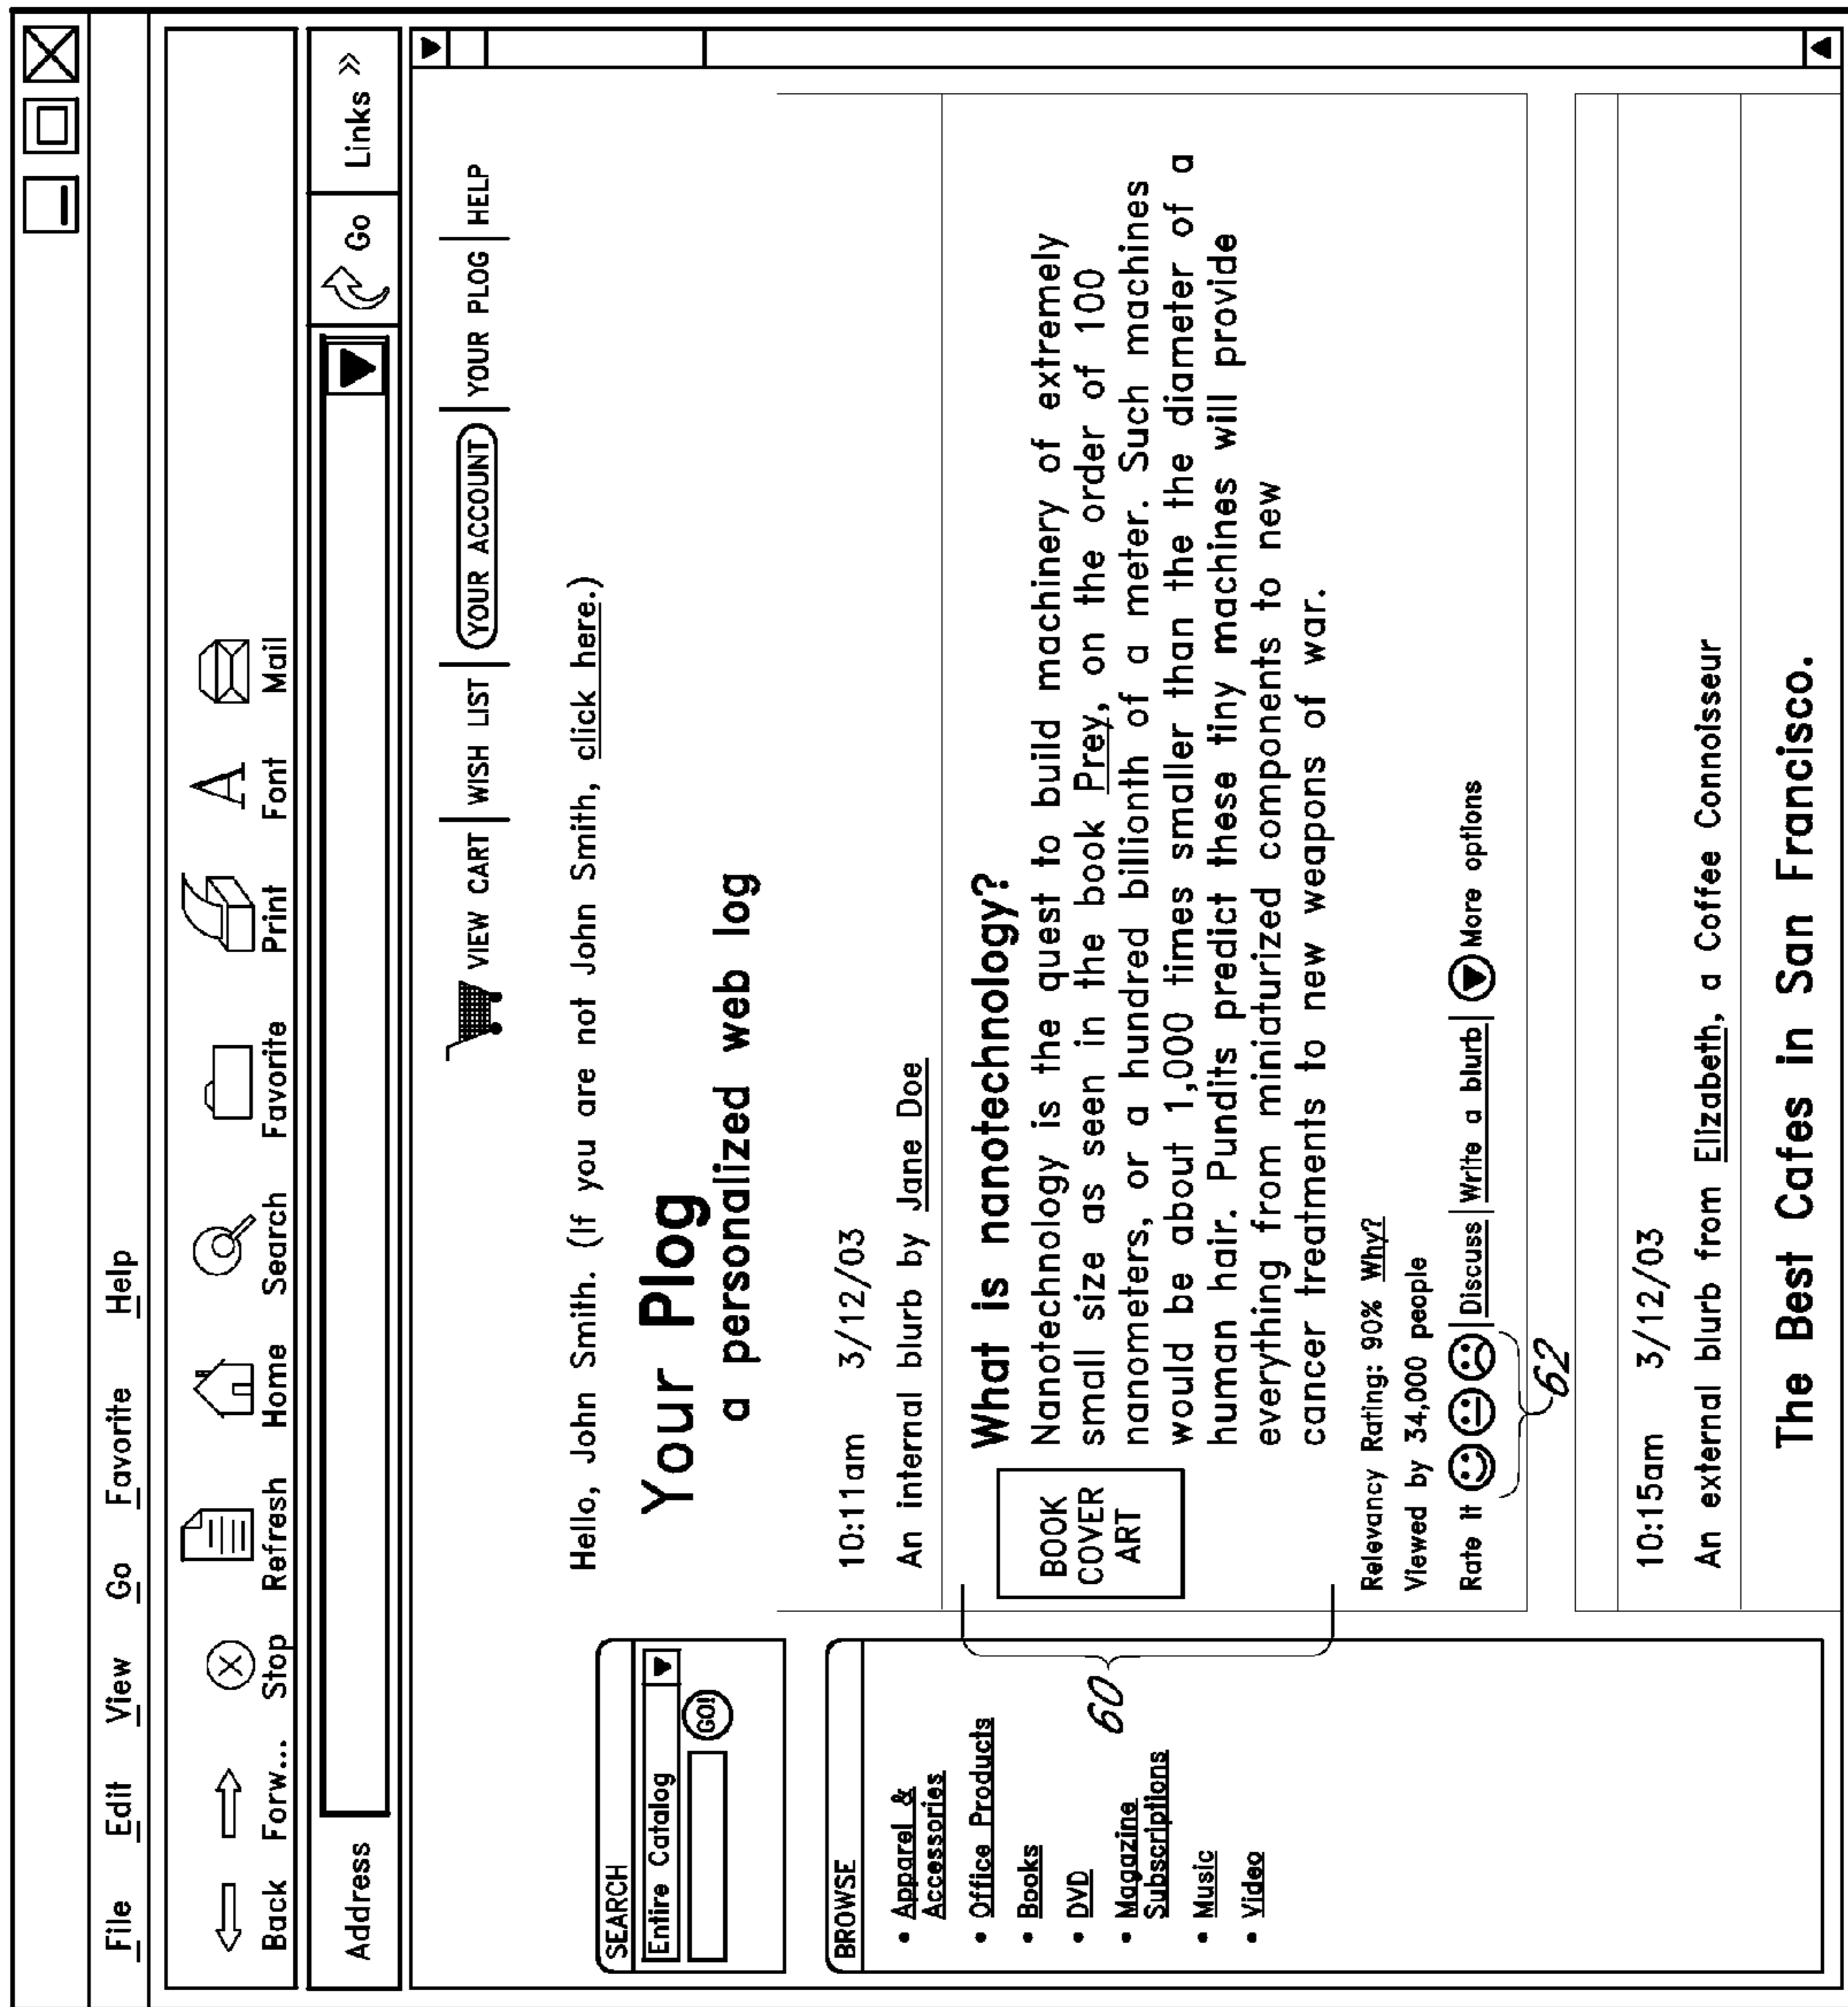 File Edit View Go Favorite Help
Back Forw... Stop Refresh Home Search Favorite Print Font Mail
Address Go Links »
VIEW CART | WISH LIST | YOUR ACCOUNT | YOUR PLOG | HELP
Hello, John Smith. (If you are not John Smith, click here.)
SEARCH
Entire Catalog
GO!
Your Plog
a personalized web log
BROWSE
• Apparel &
Accessories
• Office Products
• Books
• DVD
• Magazine
Subscriptions
• Music
• Video
60
10:11am 3/12/03
An internal blurb by Jane Doe
BOOK
COVER
ART
What is nanotechnology?
Nanotechnology is the quest to build machinery of extremely
small size as seen in the book Prey, on the order of 100
nanometers, or a hundred billionth of a meter. Such machines
would be about 1,000 times smaller than the the diameter of a
human hair. Pundits predict these tiny machines will provide
everything from miniaturized components to new
cancer treatments to new weapons of war.
Relevancy Rating: 90% Why?
Viewed by 34,000 people
Rate it | Discuss | Write a blurb | More options
62
10:15am 3/12/03
An external blurb from Elizabeth, a Coffee Connoisseur
The Best Cafes in San Francisco.